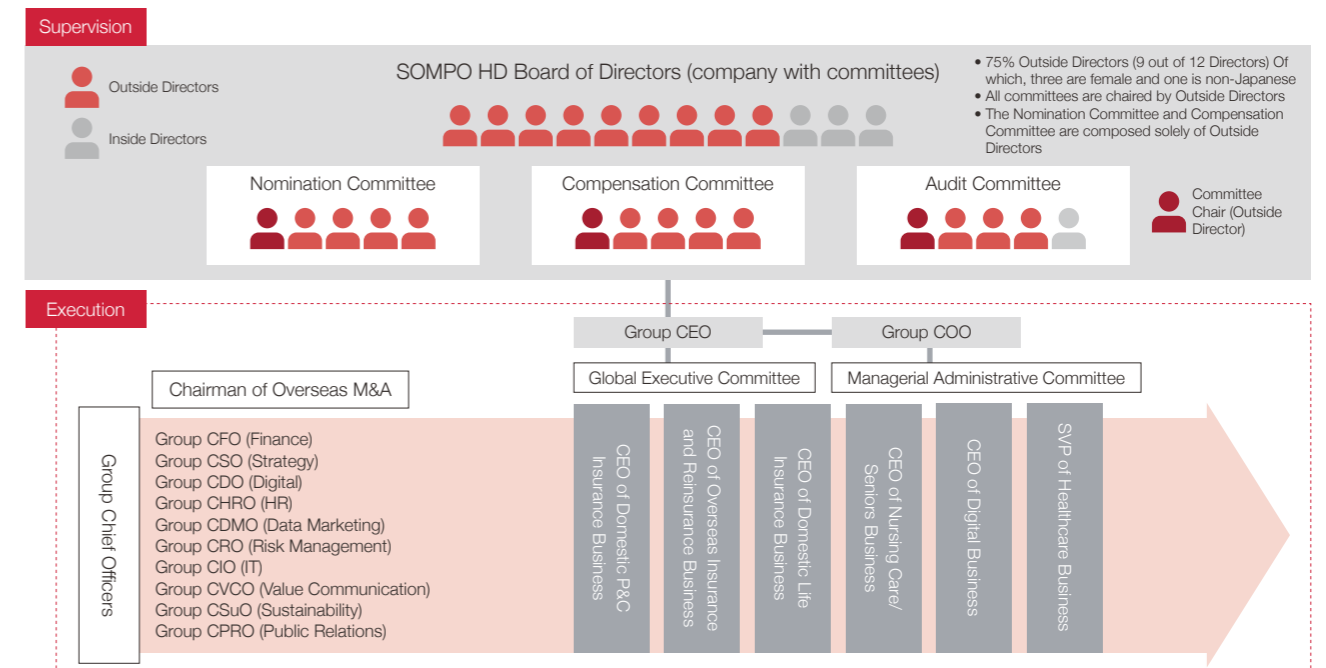 Supervision
Outside Directors
Inside Directors
SOMPO HD Board of Directors (company with committees)
• 75% Outside Directors (9 out of 12 Directors) Of
which, three are female and one is non-Japanese
• All committees are chaired by Outside Directors
• The Nomination Committee and Compensation
Committee are composed solely of Outside
Directors
Nomination Committee
Compensation Committee
Audit Committee
Committee
Chair (Outside
Director)
Execution
Group CEO
Group COO
Global Executive Committee
Managerial Administrative Committee
Chairman of Overseas M&A
Group Chief Officers
Group CFO (Finance)
Group CSO (Strategy)
Group CDO (Digital)
Group CHRO (HR)
Group CDMO (Data Marketing)
Group CRO (Risk Management)
Group CIO (IT)
Group CVCO (Value Communication)
Group CSuO (Sustainability)
Group CPRO (Public Relations)
CEO of Domestic P&C
Insurance Business
CEO of Overseas Insurance
and Reinsurance Business
CEO of Domestic Life
Insurance Business
CEO of Nursing Care/
Seniors Business
CEO of Digital Business
SVP of Healthcare Business